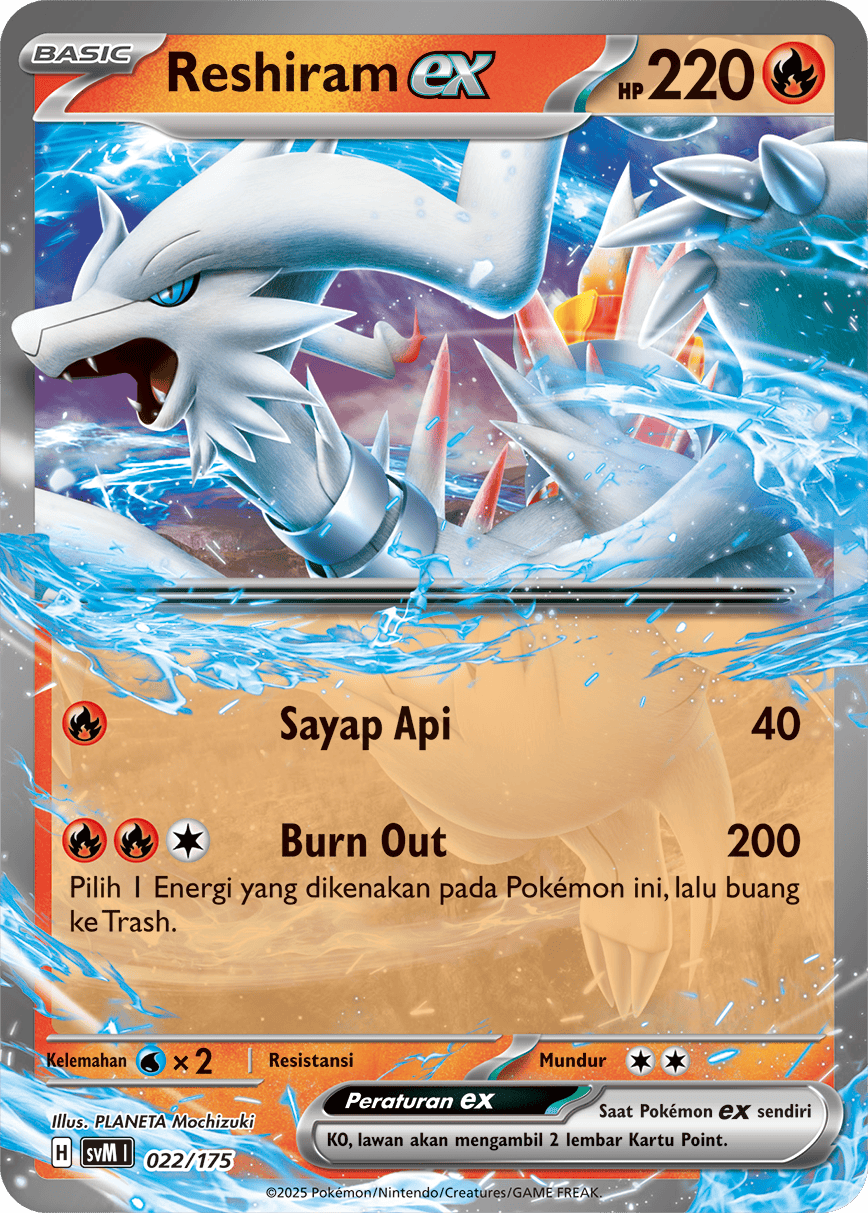 BASIC
Reshiram ex
HP 220
Sayap Api 40
Burn Out 200
Pilih 1 Energi yang dikenakan pada Pokémon ini, lalu buang
ke Trash.
Kelemahan ×2 Resistansi Mundur
Illus. PLANETA Mochizuki
Peraturan ex
Saat Pokémon ex sendiri
KO, lawan akan mengambil 2 lembar Kartu Point.
H svM I 022/175
©2025 Pokémon/Nintendo/Creatures/GAME FREAK.